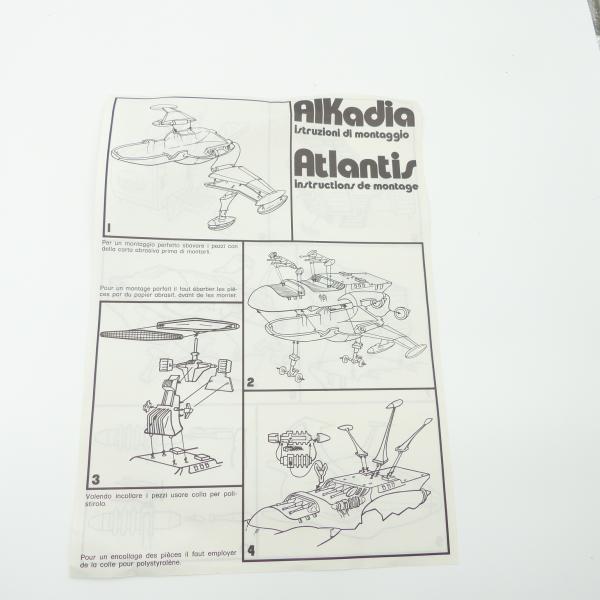 Alkadia
istruzioni di montaggio
Atlantis
instructions de montage
1
Per un montaggio perfetto sbavare i pezzi con
della carta abrasiva prima di montarli.
Pour un montage parfait il faut ébarber les piè-
ces par du papier abrasif, avant de les monter.
2
3
Volendo incollare i pezzi usare colla per poli-
stirolo.
Pour un encollage des pièces il faut employer
de la colle pour polystyrolène.
4